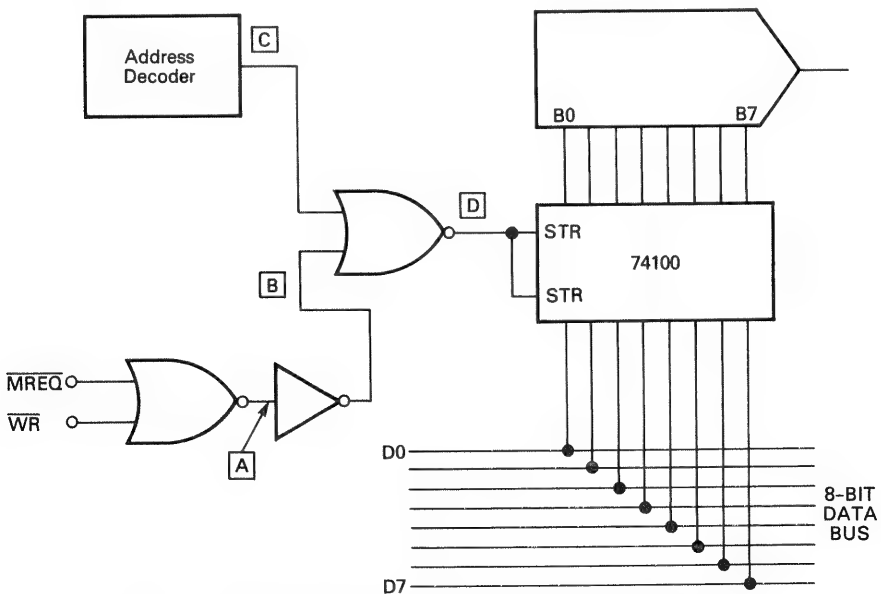 C
Address
Decoder
B0
B7
D
STR
74100
STR
B
MREQ
WR
A
D0
8-BIT
DATA
BUS
D7